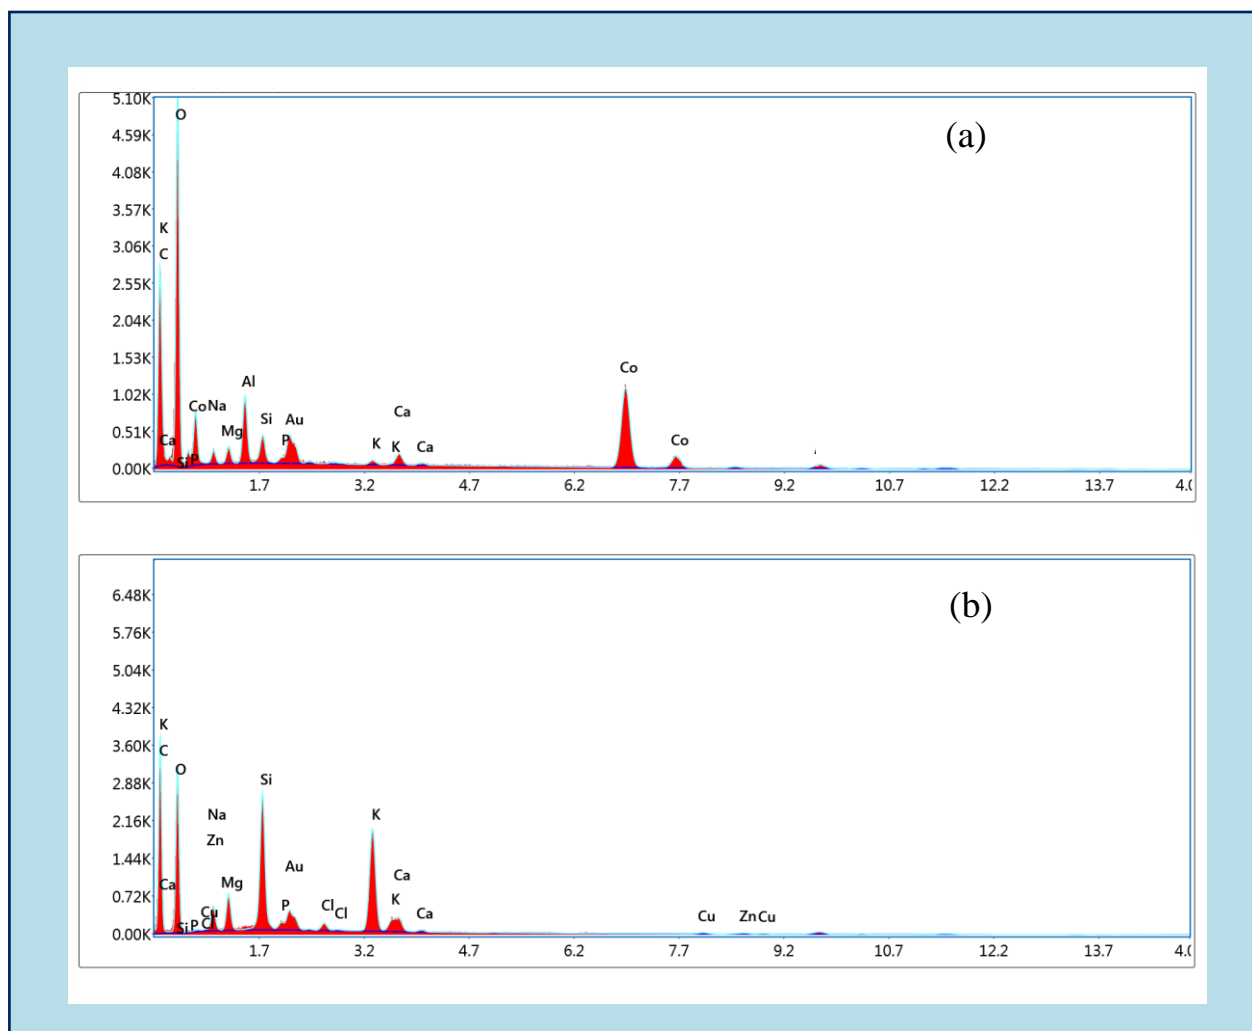 5.10K
O
(a)
4.59K
4.08K
3.57K
K
3.06K
C
2.55K
2.04K
1.53K
Co
Al
1.02K
Co Na
Ca
Si
Au
0.51K
Mg
Ca
P
K
K
Ca
Co
Si
P
0.00K
1.7 3.2 4.7 6.2 7.7 9.2 10.7 12.2 13.7
(b)
6.48K
5.76K
5.04K
4.32K
K
3.60K
C
O
Si
2.88K
Na
K
2.16K
Zn
1.44K
Au
Ca
Ca
Mg
0.72K
K
P
Cl
Cl
Cu
Ca
Cu
Zn Cu
Si
P
Cl
0.00K
1.7 3.2 4.7 6.2 7.7 9.2 10.7 12.2 13.7